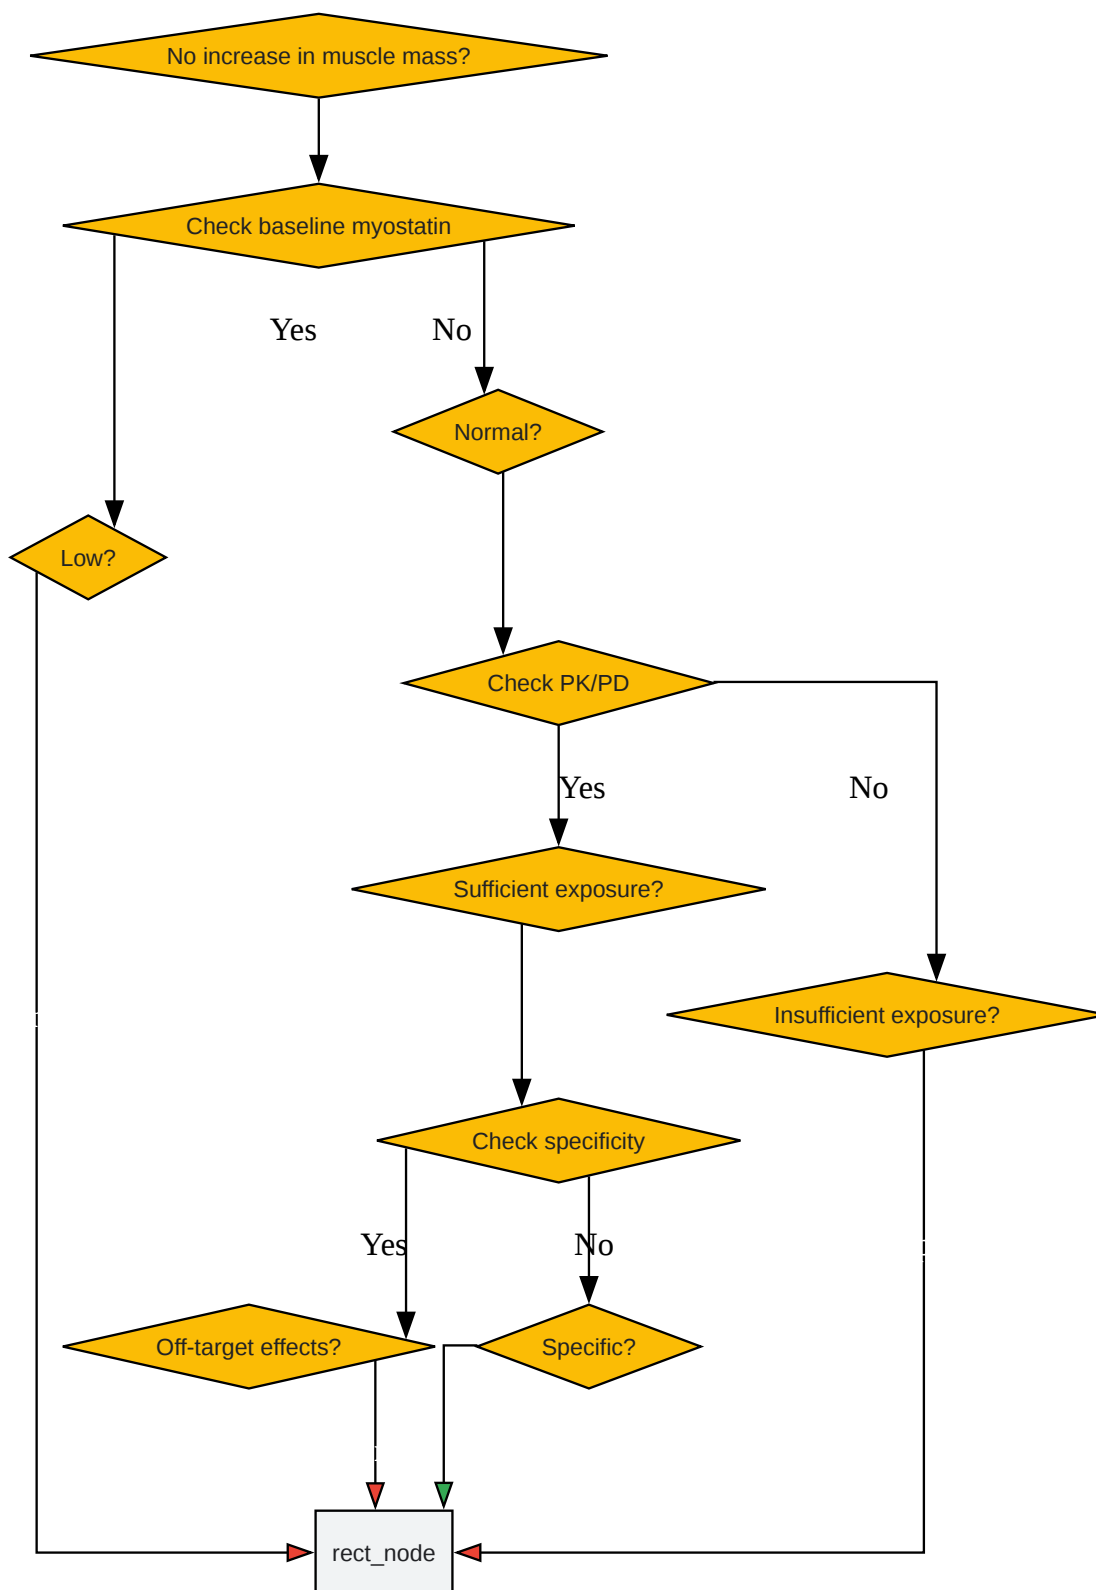 No increase in muscle mass?
Check baseline myostatin
Yes
No
Normal?
Low?
Check PK/PD
Yes
No
Sufficient exposure?
Insufficient exposure?
Check specificity
Yes
No
Off-target effects?
Specific?
rect_node